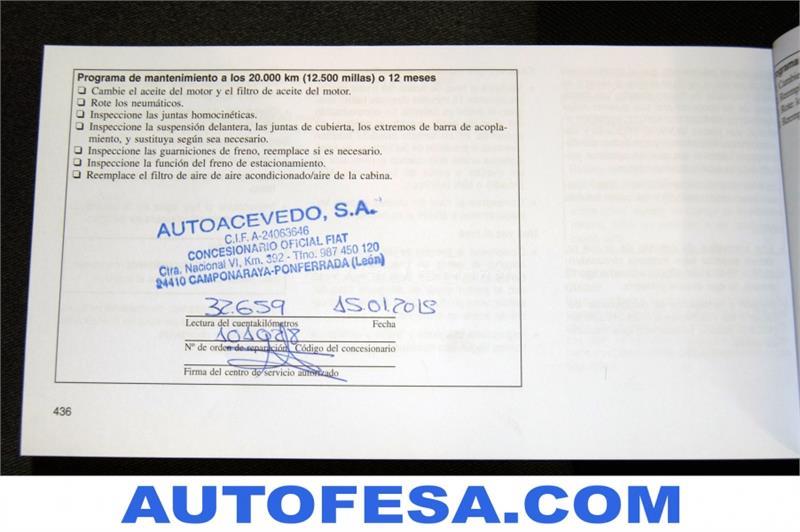 Programa de mantenimiento a los 20.000 km (12.500 millas) o 12 meses
❏ Cambie el aceite del motor y el filtro de aceite del motor.
❏ Rote los neumáticos.
❏ Inspeccione las juntas homocinéticas.
❏ Inspeccione la suspensión delantera, las juntas de cubierta, los extremos de barra de acopla-
miento, y sustituya según sea necesario.
❏ Inspeccione las guarniciones de freno, reemplace si es necesario.
❏ Inspeccione la función del freno de estacionamiento.
❏ Reemplace el filtro de aire de aire acondicionado/aire de la cabina.
AUTOACEVEDO, S.A.
C.I.F. A-24063646
CONCESIONARIO OFICIAL FIAT
Ctra. Nacional VI, Km. 392 - Tfno. 987 450 120
24410 CAMPONARAYA-PONFERRADA (León)
32.659 15.01.2013
Lectura del cuentakilómetros Fecha
Nº de orden de reparación Código del concesionario
Firma del centro de servicio autorizado
436
AUTOFESA.COM